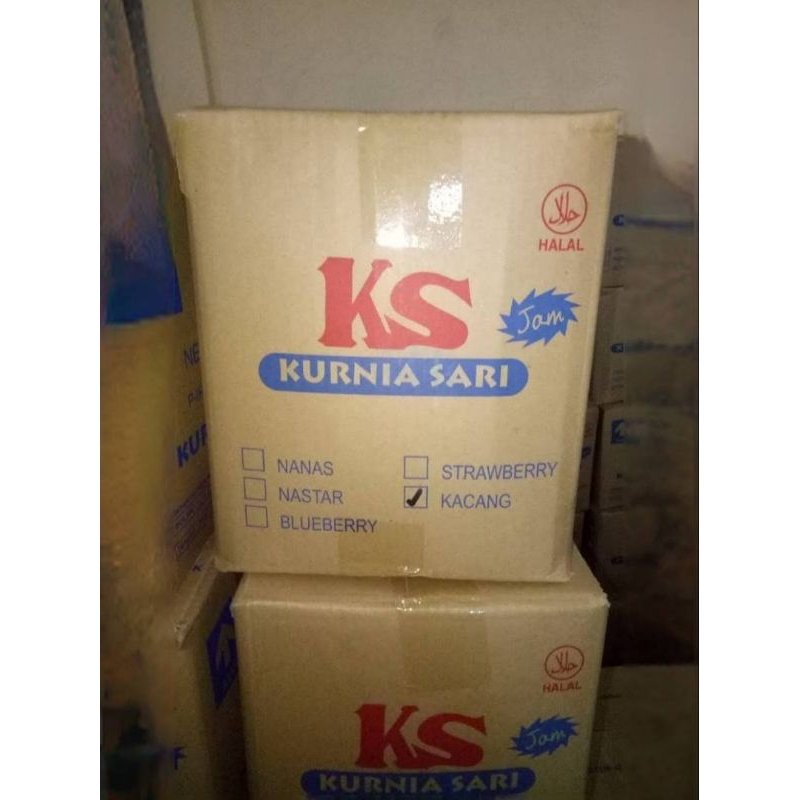 حلال
HALAL
KS
Jam
KURNIA SARI
NANAS
NASTAR
BLUEBERRY
STRAWBERRY
KACANG
حلال
HALAL
KS
Jam
KURNIA SARI